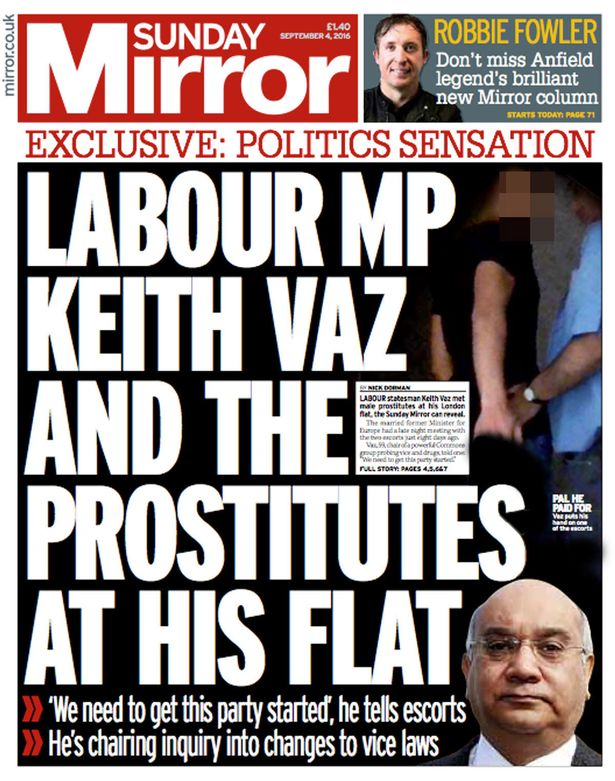 mirror.co.uk
SUNDAY
Mirror
£1.40
SEPTEMBER 4, 2016
ROBBIE FOWLER
Don't miss Anfield
legend's brilliant
new Mirror column
STARTS TODAY: PAGE 71
EXCLUSIVE: POLITICS SENSATION
LABOUR MP
KEITH VAZ
AND THE
PROSTITUTES
AT HIS FLAT
BY NICK DORMAN
LABOUR statesman Keith Vaz met
male prostitutes at his London
flat, the Sunday Mirror can reveal.
The married former Minister for
Europe had a late night meeting with
the two escorts just eight days ago.
Vaz, 59, chair of a powerful Commons
group probing vice and drugs, told one:
"We need to get this party started."
FULL STORY: PAGES 4,5,6&7
PAL HE
PAID FOR
Vaz puts his
hand on one
of the escorts
'We need to get this party started', he tells escorts
He's chairing inquiry into changes to vice laws